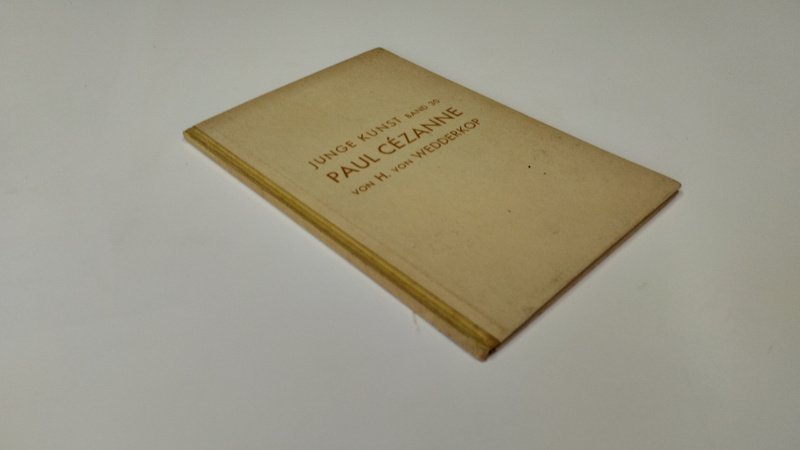 JUNGE KUNST BAND 30
PAUL CÉZANNE
VON H. VON WEDDERKOP